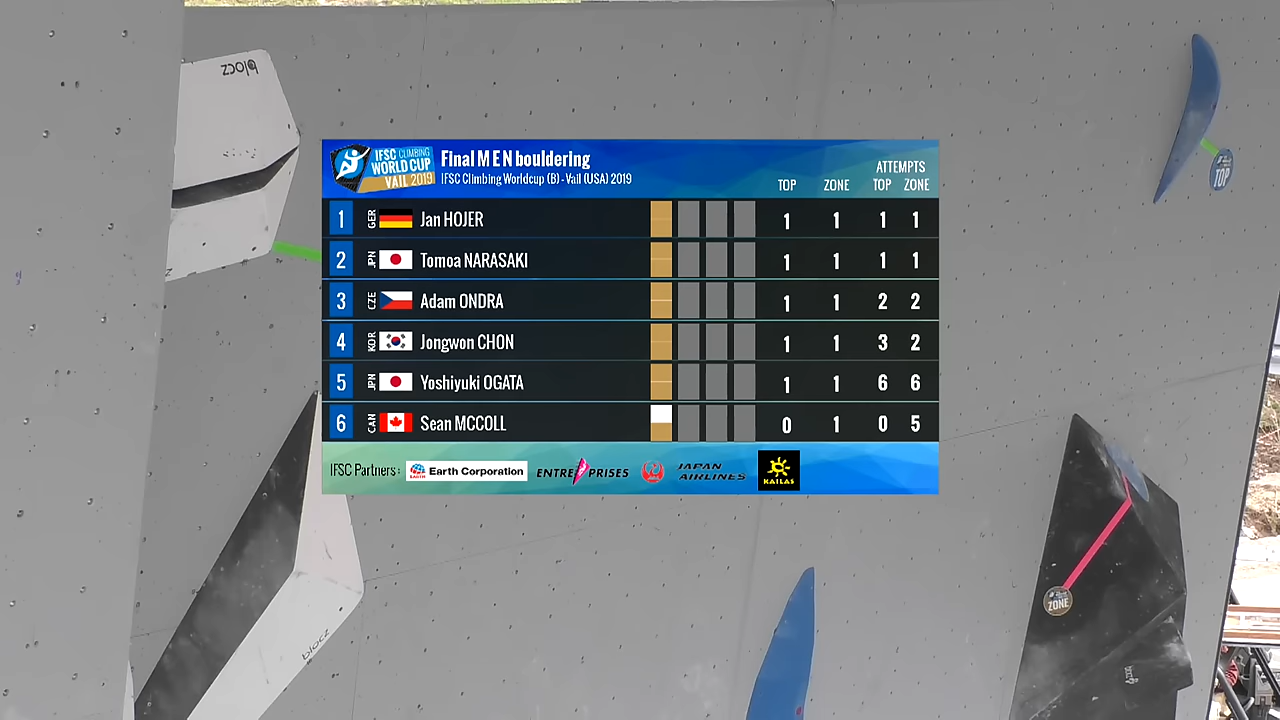 blocz
TOP
IFSC CLIMBING
WORLD CUP
VAIL 2019
Final M E N bouldering
IFSC Climbing Worldcup (B) - Vail (USA) 2019
ATTEMPTS
TOP ZONE TOP ZONE
1 GER Jan HOJER 1 1 1 1
2 JPN Tomoa NARASAKI 1 1 1 1
3 CZE Adam ONDRA 1 1 2 2
4 KOR Jongwon CHON 1 1 3 2
5 JPN Yoshiyuki OGATA 1 1 6 6
6 CAN Sean MCCOLL 0 1 0 5
IFSC Partners: EARTH Earth Corporation ENTRE PRISES JAL JAPAN AIRLINES KAILAS
ZONE
blocz